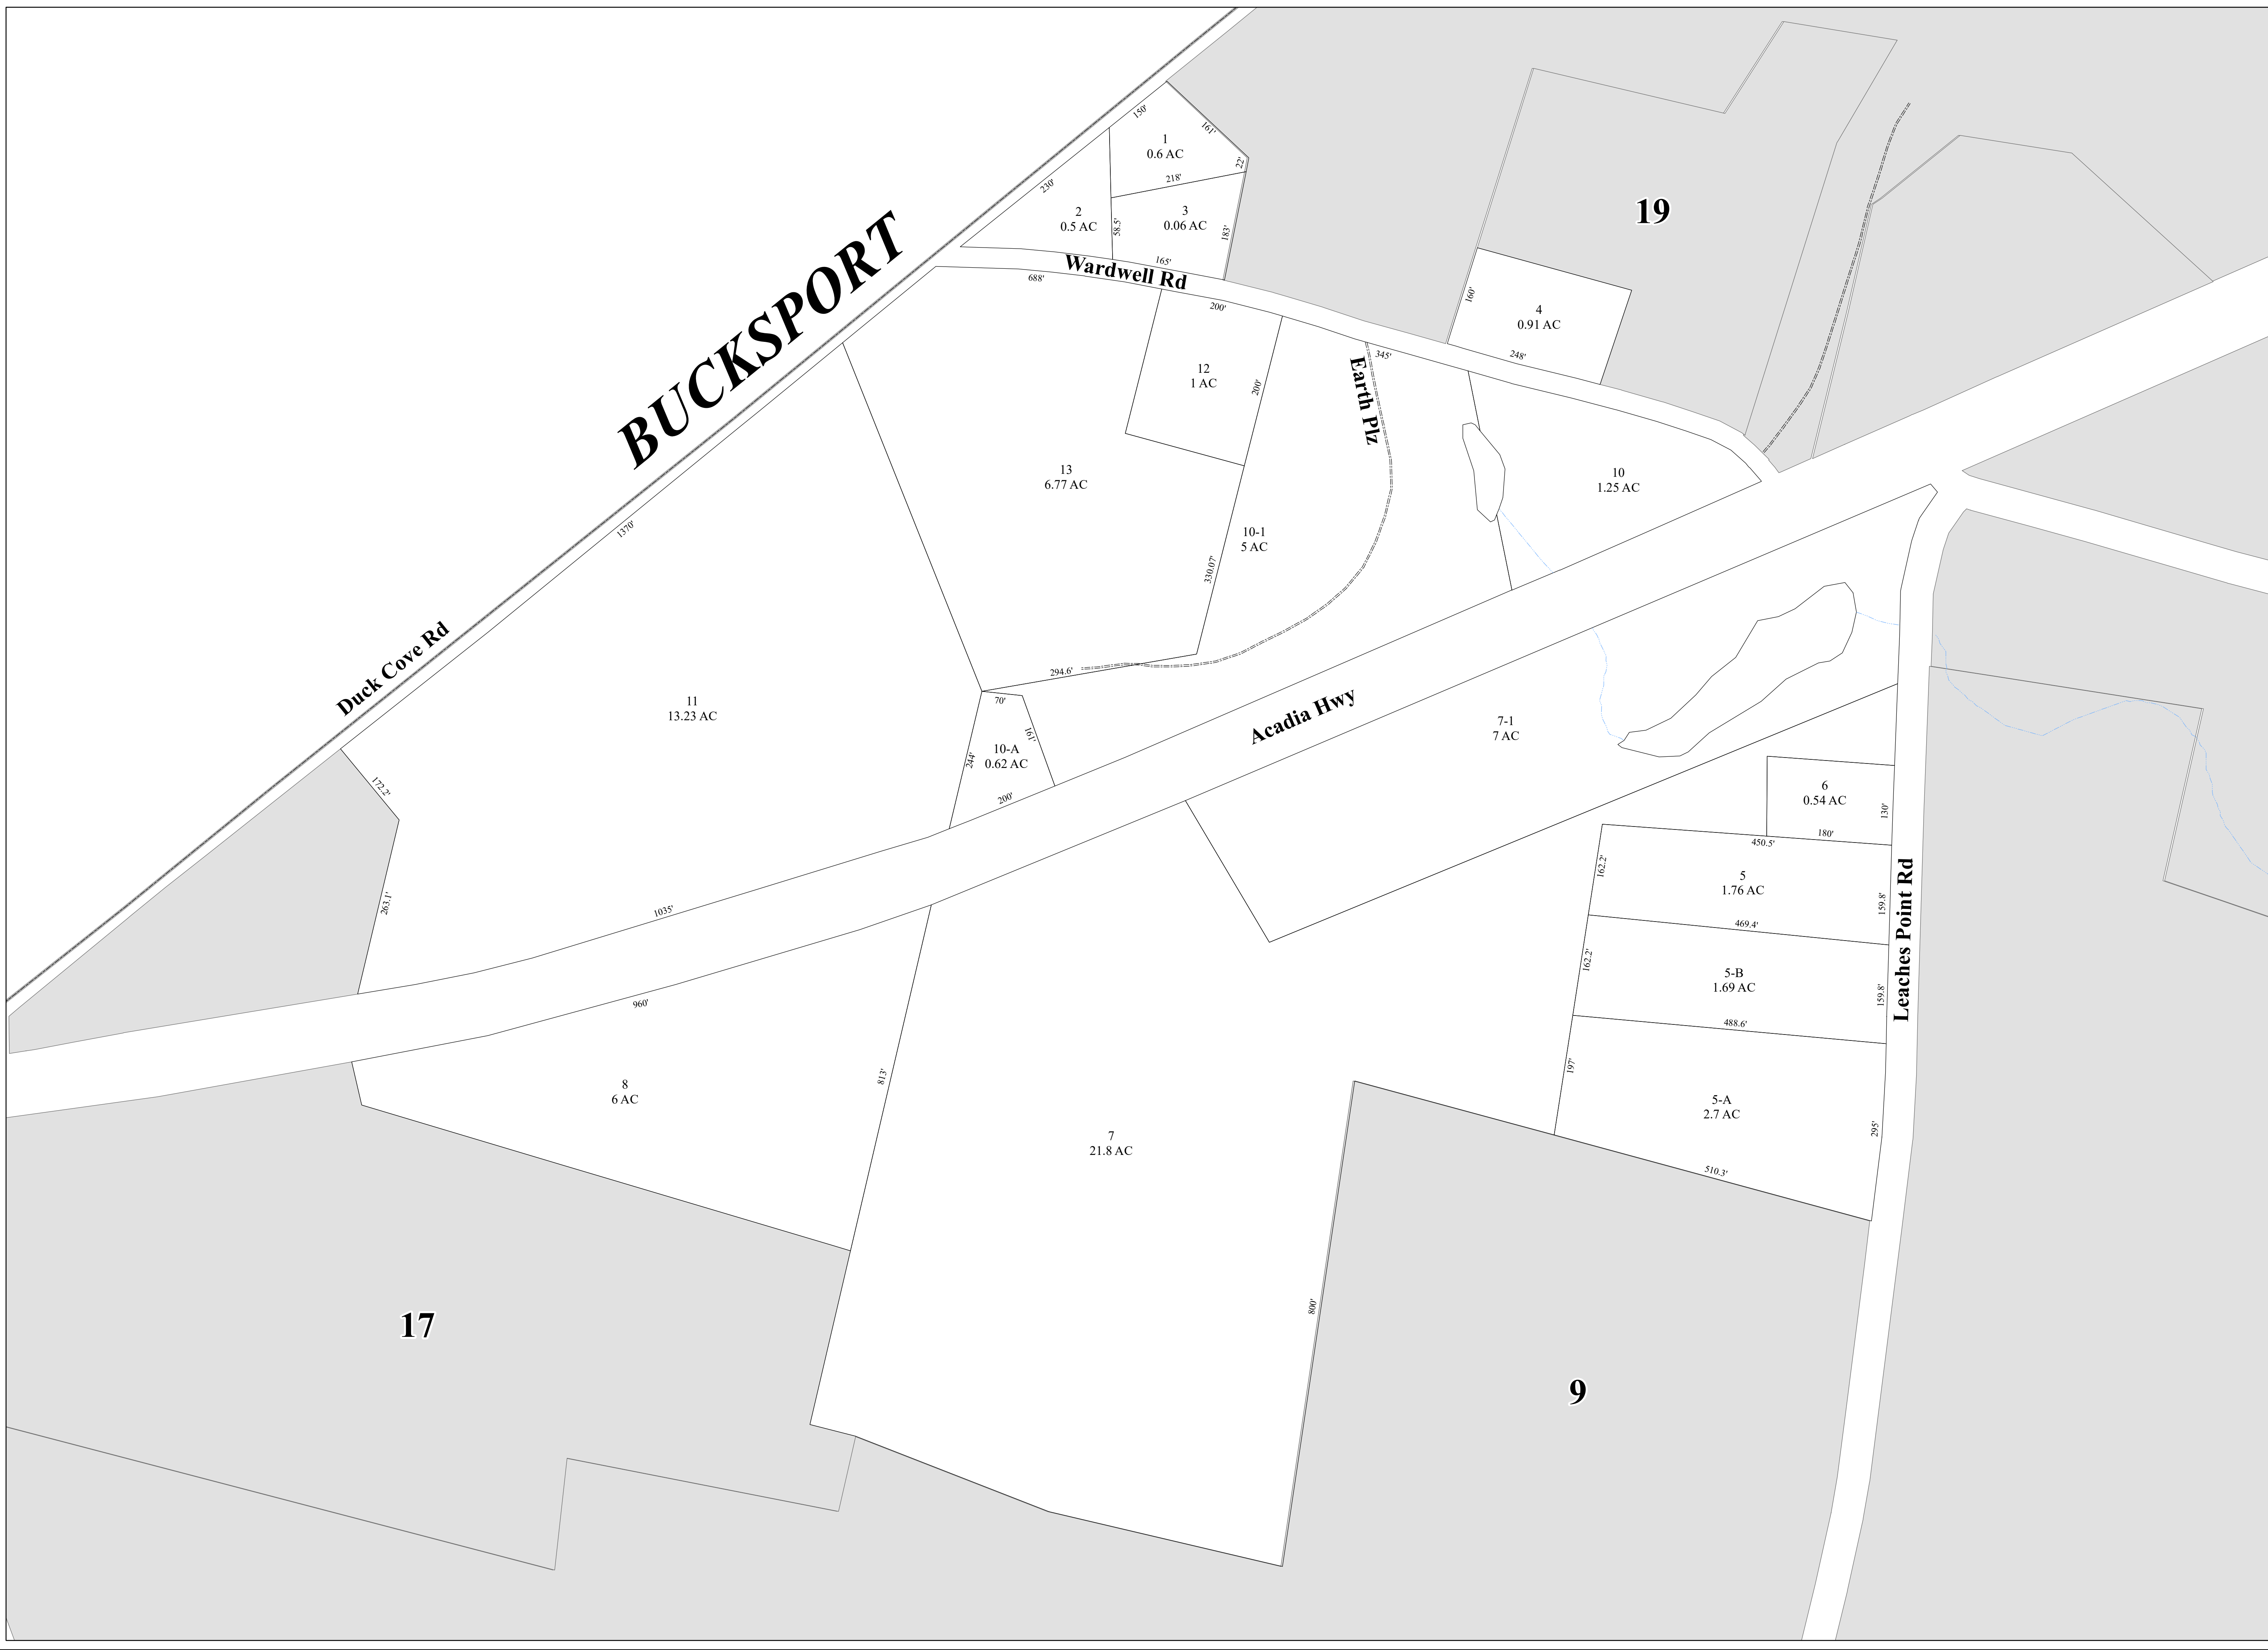 150'
161'
1
0.6 AC
22'
218'
230'
2
0.5 AC
58.5'
3
0.06 AC
183'
19
BUCKSPORT
165'
Wardwell Rd
688'
200'
160'
4
0.91 AC
248'
345'
Earth Plz
12
1 AC
200'
13
6.77 AC
10
1.25 AC
10-1
5 AC
330.07'
1370'
Duck Cove Rd
294.6'
70'
11
13.23 AC
161'
10-A
0.62 AC
244'
200'
Acadia Hwy
7-1
7 AC
172.2'
6
0.54 AC
130'
180'
450.5'
162.2'
5
1.76 AC
159.8'
263.1'
1035'
469.4'
Leaches Point Rd
162.2'
5-B
1.69 AC
159.8'
960'
488.6'
197'
813'
8
6 AC
5-A
2.7 AC
295'
7
21.8 AC
510.3'
800'
17
9